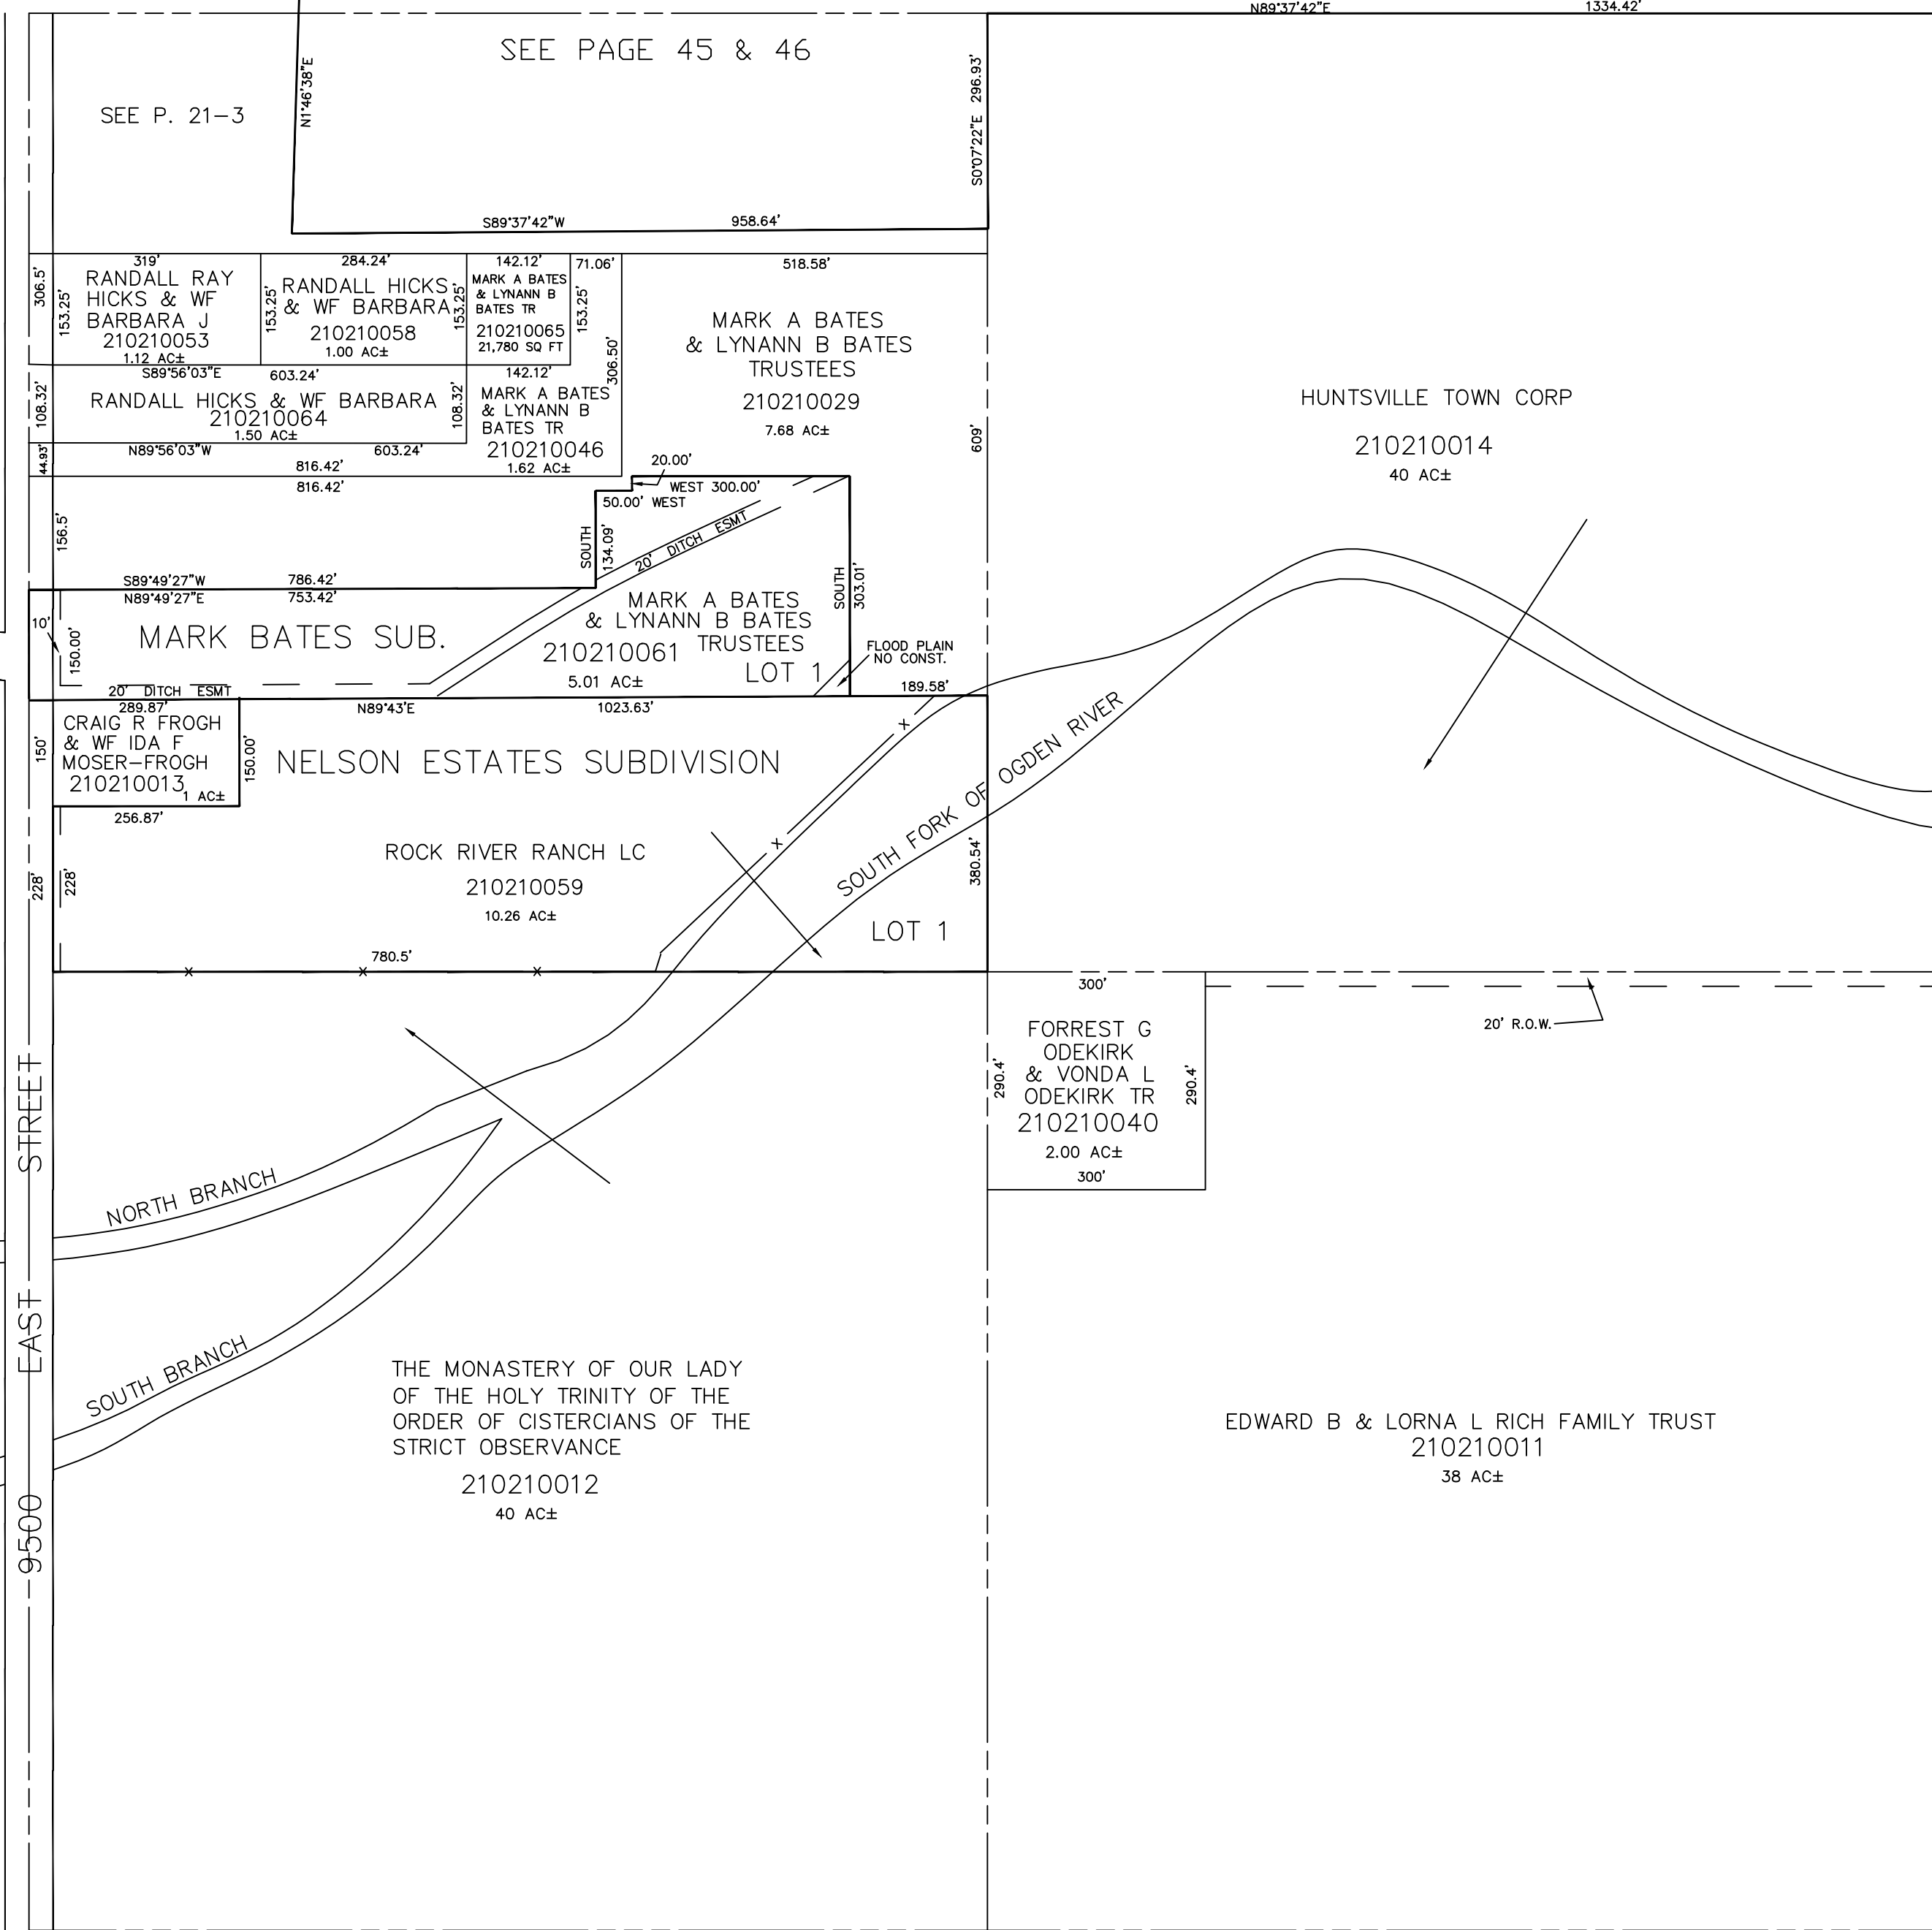 N89°37'42"E
1334.42'
SEE PAGE 45 & 46
SEE P. 21-3
N1°46'38"E
S0°07'22"E 296.93'
S89°37'42"W
958.64'
319'
284.24'
142.12'
71.06'
518.58'
306.5'
153.25'
RANDALL RAY
HICKS & WF
BARBARA J
210210053
1.12 AC±
153.25'
RANDALL HICKS
& WF BARBARA
210210058
1.00 AC±
153.25'
MARK A BATES
& LYNANN B
BATES TR
210210065
21,780 SQ FT
153.25'
306.50'
MARK A BATES
& LYNANN B BATES
TRUSTEES
210210029
7.68 AC±
609'
S89°56'03"E
603.24'
142.12'
108.32'
RANDALL HICKS & WF BARBARA
210210064
1.50 AC±
108.32'
MARK A BATES
& LYNANN B
BATES TR
210210046
1.62 AC±
N89°56'03"W
603.24'
44.93'
816.42'
816.42'
HUNTSVILLE TOWN CORP
210210014
40 AC±
20.00'
WEST 300.00'
50.00' WEST
156.5'
SOUTH
134.09'
20' DITCH ESMT
SOUTH
303.01'
S89°49'27"W
786.42'
N89°49'27"E
753.42'
10'
150.00'
MARK BATES SUB.
MARK A BATES
& LYNANN B BATES
TRUSTEES
210210061
LOT 1
5.01 AC±
FLOOD PLAIN
NO CONST.
20' DITCH ESMT
189.58'
289.87'
N89°43'E
1023.63'
150'
CRAIG R FROGH
& WF IDA F
MOSER-FROGH
210210013
1 AC±
150.00'
256.87'
NELSON ESTATES SUBDIVISION
X
X
SOUTH FORK OF OGDEN RIVER
ROCK RIVER RANCH LC
210210059
10.26 AC±
380.54'
228'
228'
LOT 1
780.5'
X
X
X
300'
FORREST G
ODEKIRK
& VONDA L
ODEKIRK TR
210210040
2.00 AC±
300'
290.4'
290.4'
20' R.O.W.
NORTH BRANCH
SOUTH BRANCH
9500 EAST STREET
THE MONASTERY OF OUR LADY
OF THE HOLY TRINITY OF THE
ORDER OF CISTERCIANS OF THE
STRICT OBSERVANCE
210210012
40 AC±
EDWARD B & LORNA L RICH FAMILY TRUST
210210011
38 AC±